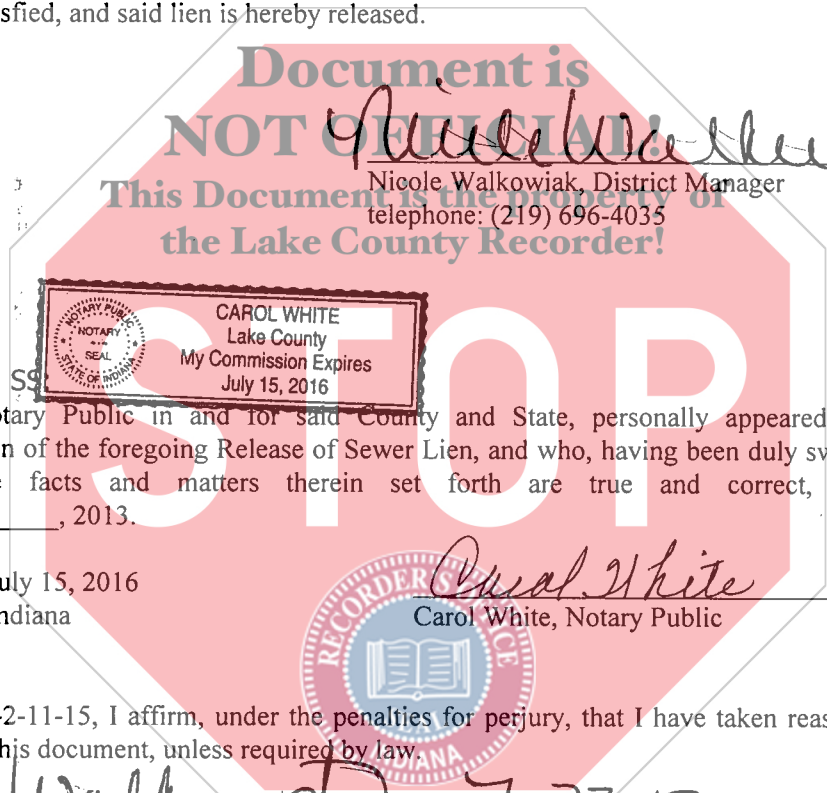 sfied, and said lien is hereby released.
Document is
NOT OFFICIAL!
Nicole Walkowiak, District Manager
This Document is the property of
telephone: (219) 696-4035
the Lake County Recorder!
NOTARY PUBLIC
NOTARY
SEAL
STATE OF INDIANA
CAROL WHITE
Lake County
My Commission Expires
July 15, 2016
STOP
SS
tary Public in and for said County and State, personally appeared
n of the foregoing Release of Sewer Lien, and who, having been duly sw
e facts and matters therein set forth are true and correct,
, 2013.
Carol White
uly 15, 2016
ndiana
Carol White, Notary Public
RECORDER'S OFFICE
INDIANA
-2-11-15, I affirm, under the penalties for perjury, that I have taken reas
his document, unless required by law.